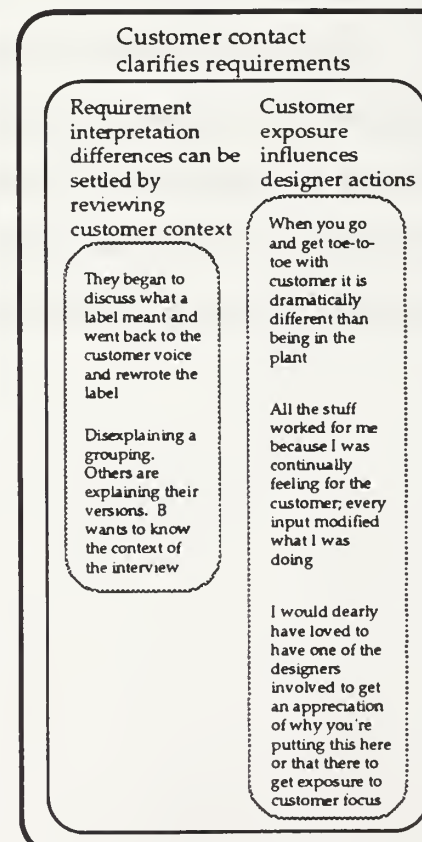 Customer contact
clarifies requirements
Requirement
interpretation
differences can be
settled by
reviewing
customer context
They began to
discuss what a
label meant and
went back to the
customer voice
and rewrote the
label
Disexplaining a
grouping.
Others are
explaining their
versions. B
wants to know
the context of
the interview
Customer
exposure
influences
designer actions
When you go
and get toe-to-
toe with
customer it is
dramatically
different than
being in the
plant
All the stuff
worked for me
because I was
continually
feeling for the
customer; every
input modified
what I was
doing
I would dearly
have loved to
have one of the
designers
involved to get
an appreciation
of why you're
putting this here
or that there to
get exposure to
customer focus